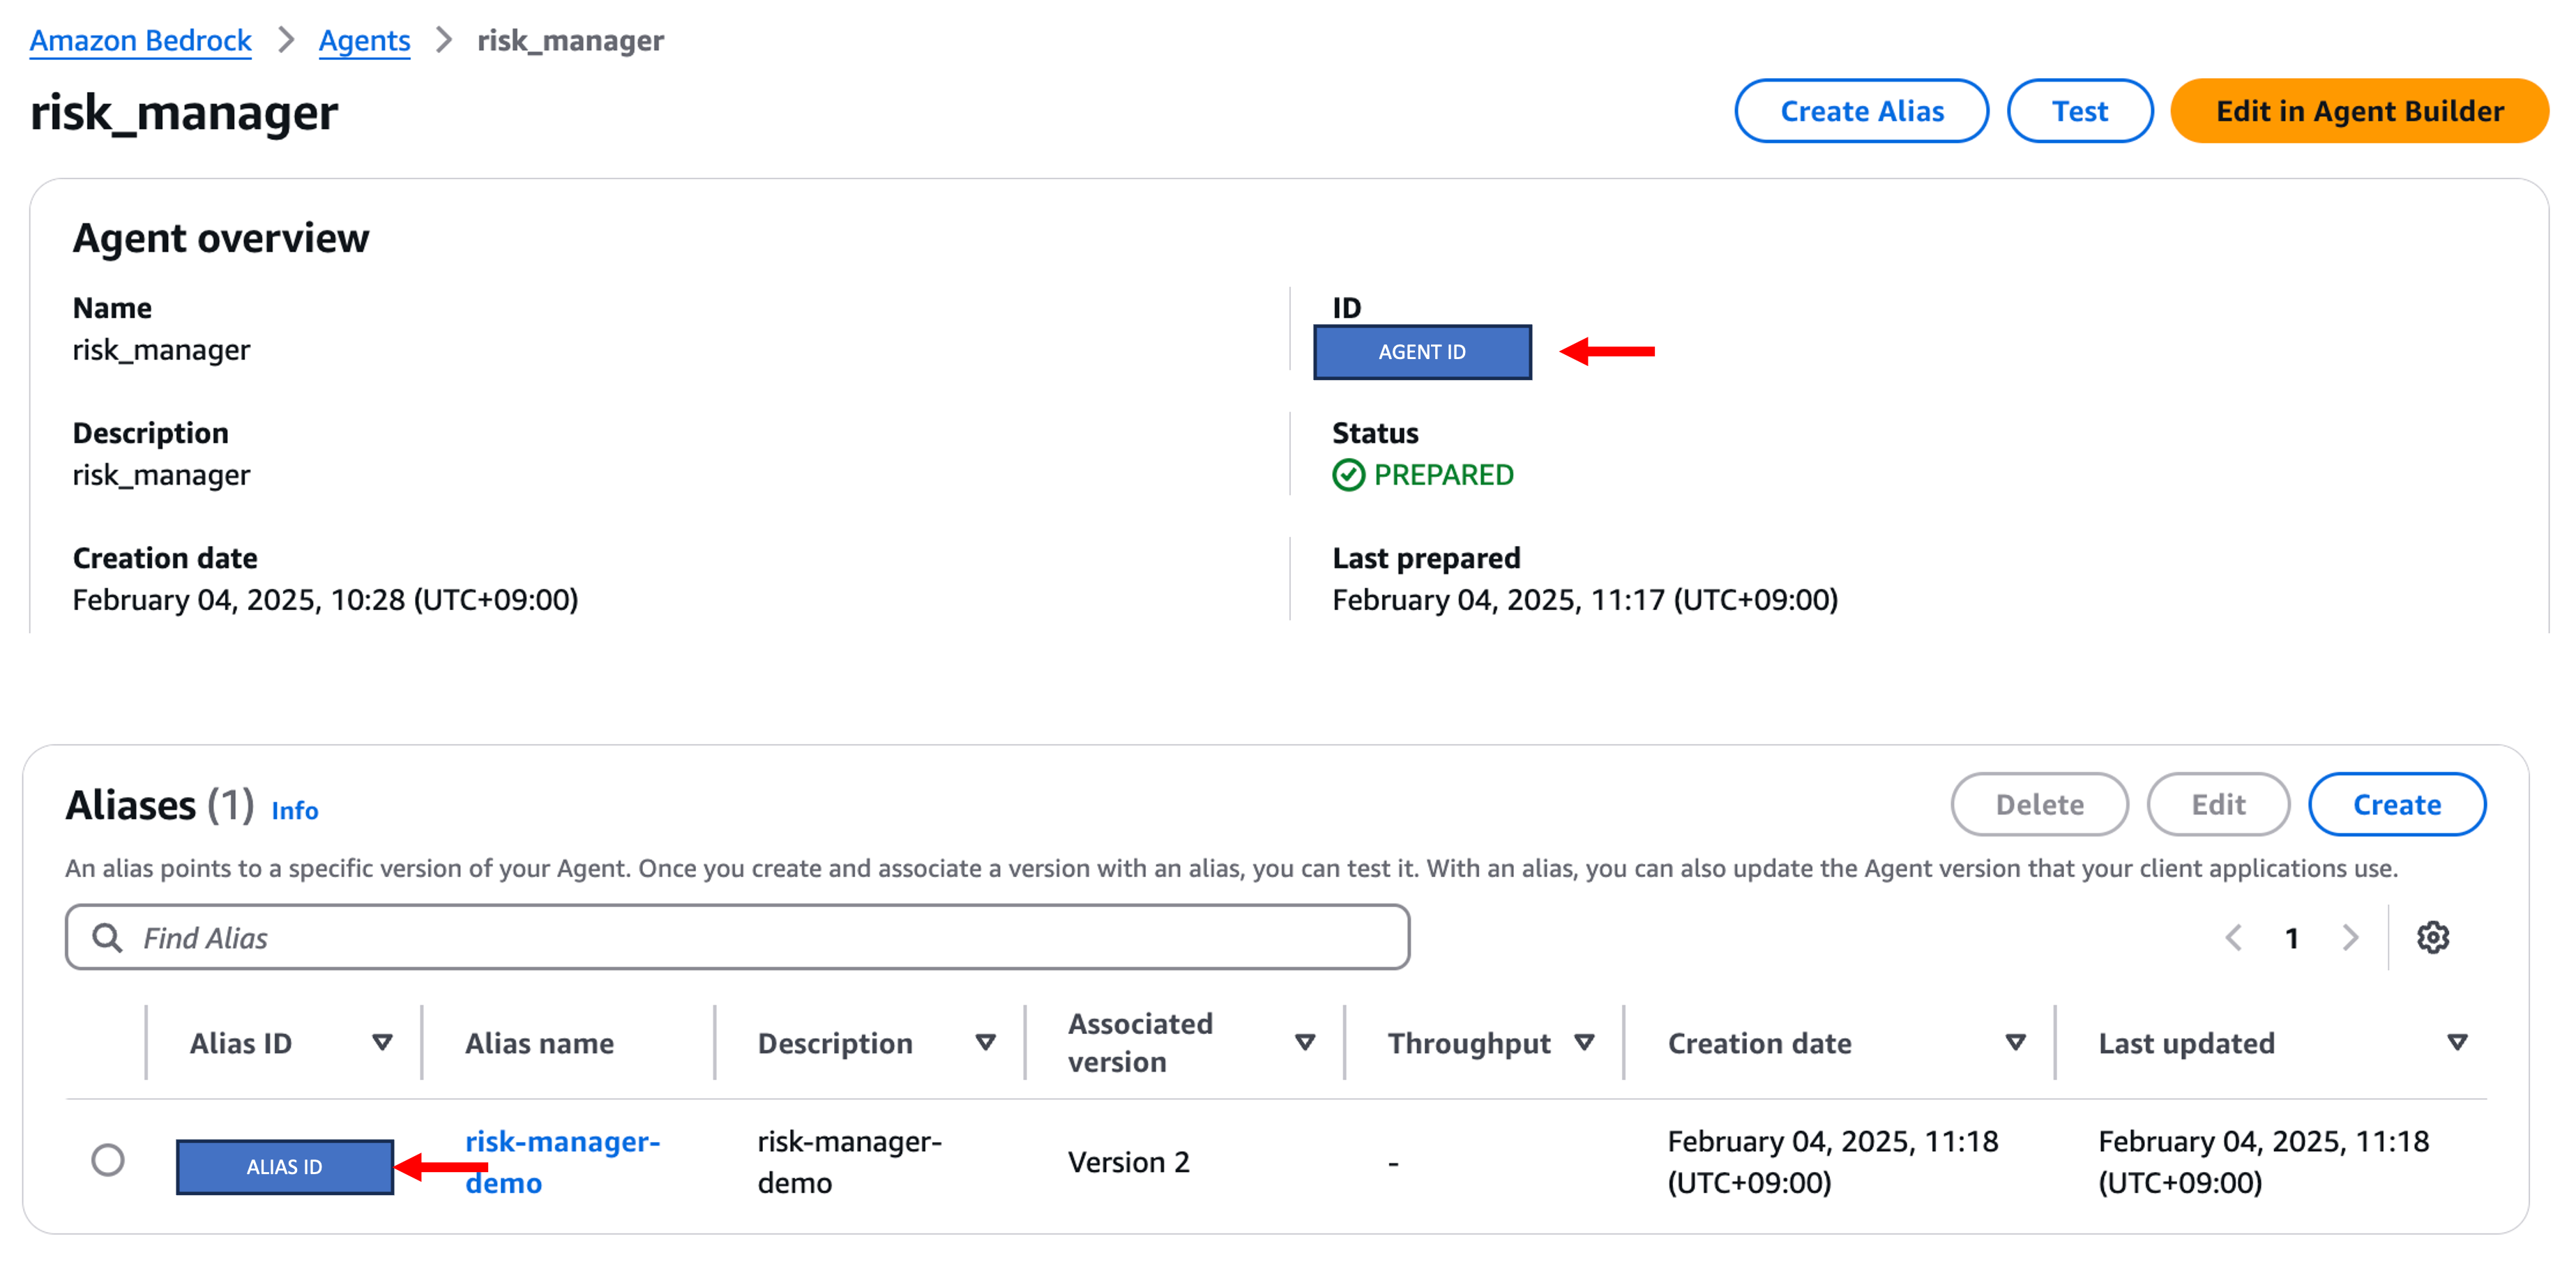 Amazon Bedrock > Agents > risk_manager
risk_manager
Create Alias Test Edit in Agent Builder
Agent overview
Name
risk_manager
ID
AGENT ID
Description
risk_manager
Status
PREPARED
Creation date
February 04, 2025, 10:28 (UTC+09:00)
Last prepared
February 04, 2025, 11:17 (UTC+09:00)
Aliases (1) Info
Delete Edit Create
An alias points to a specific version of your Agent. Once you create and associate a version with an alias, you can test it. With an alias, you can also update the Agent version that your client applications use.
Find Alias
1
Alias ID
Alias name
Description
Associated
version
Throughput
Creation date
Last updated
ALIAS ID
risk-manager-
demo
risk-manager-
demo
Version 2
-
February 04, 2025, 11:18
(UTC+09:00)
February 04, 2025, 11:18
(UTC+09:00)